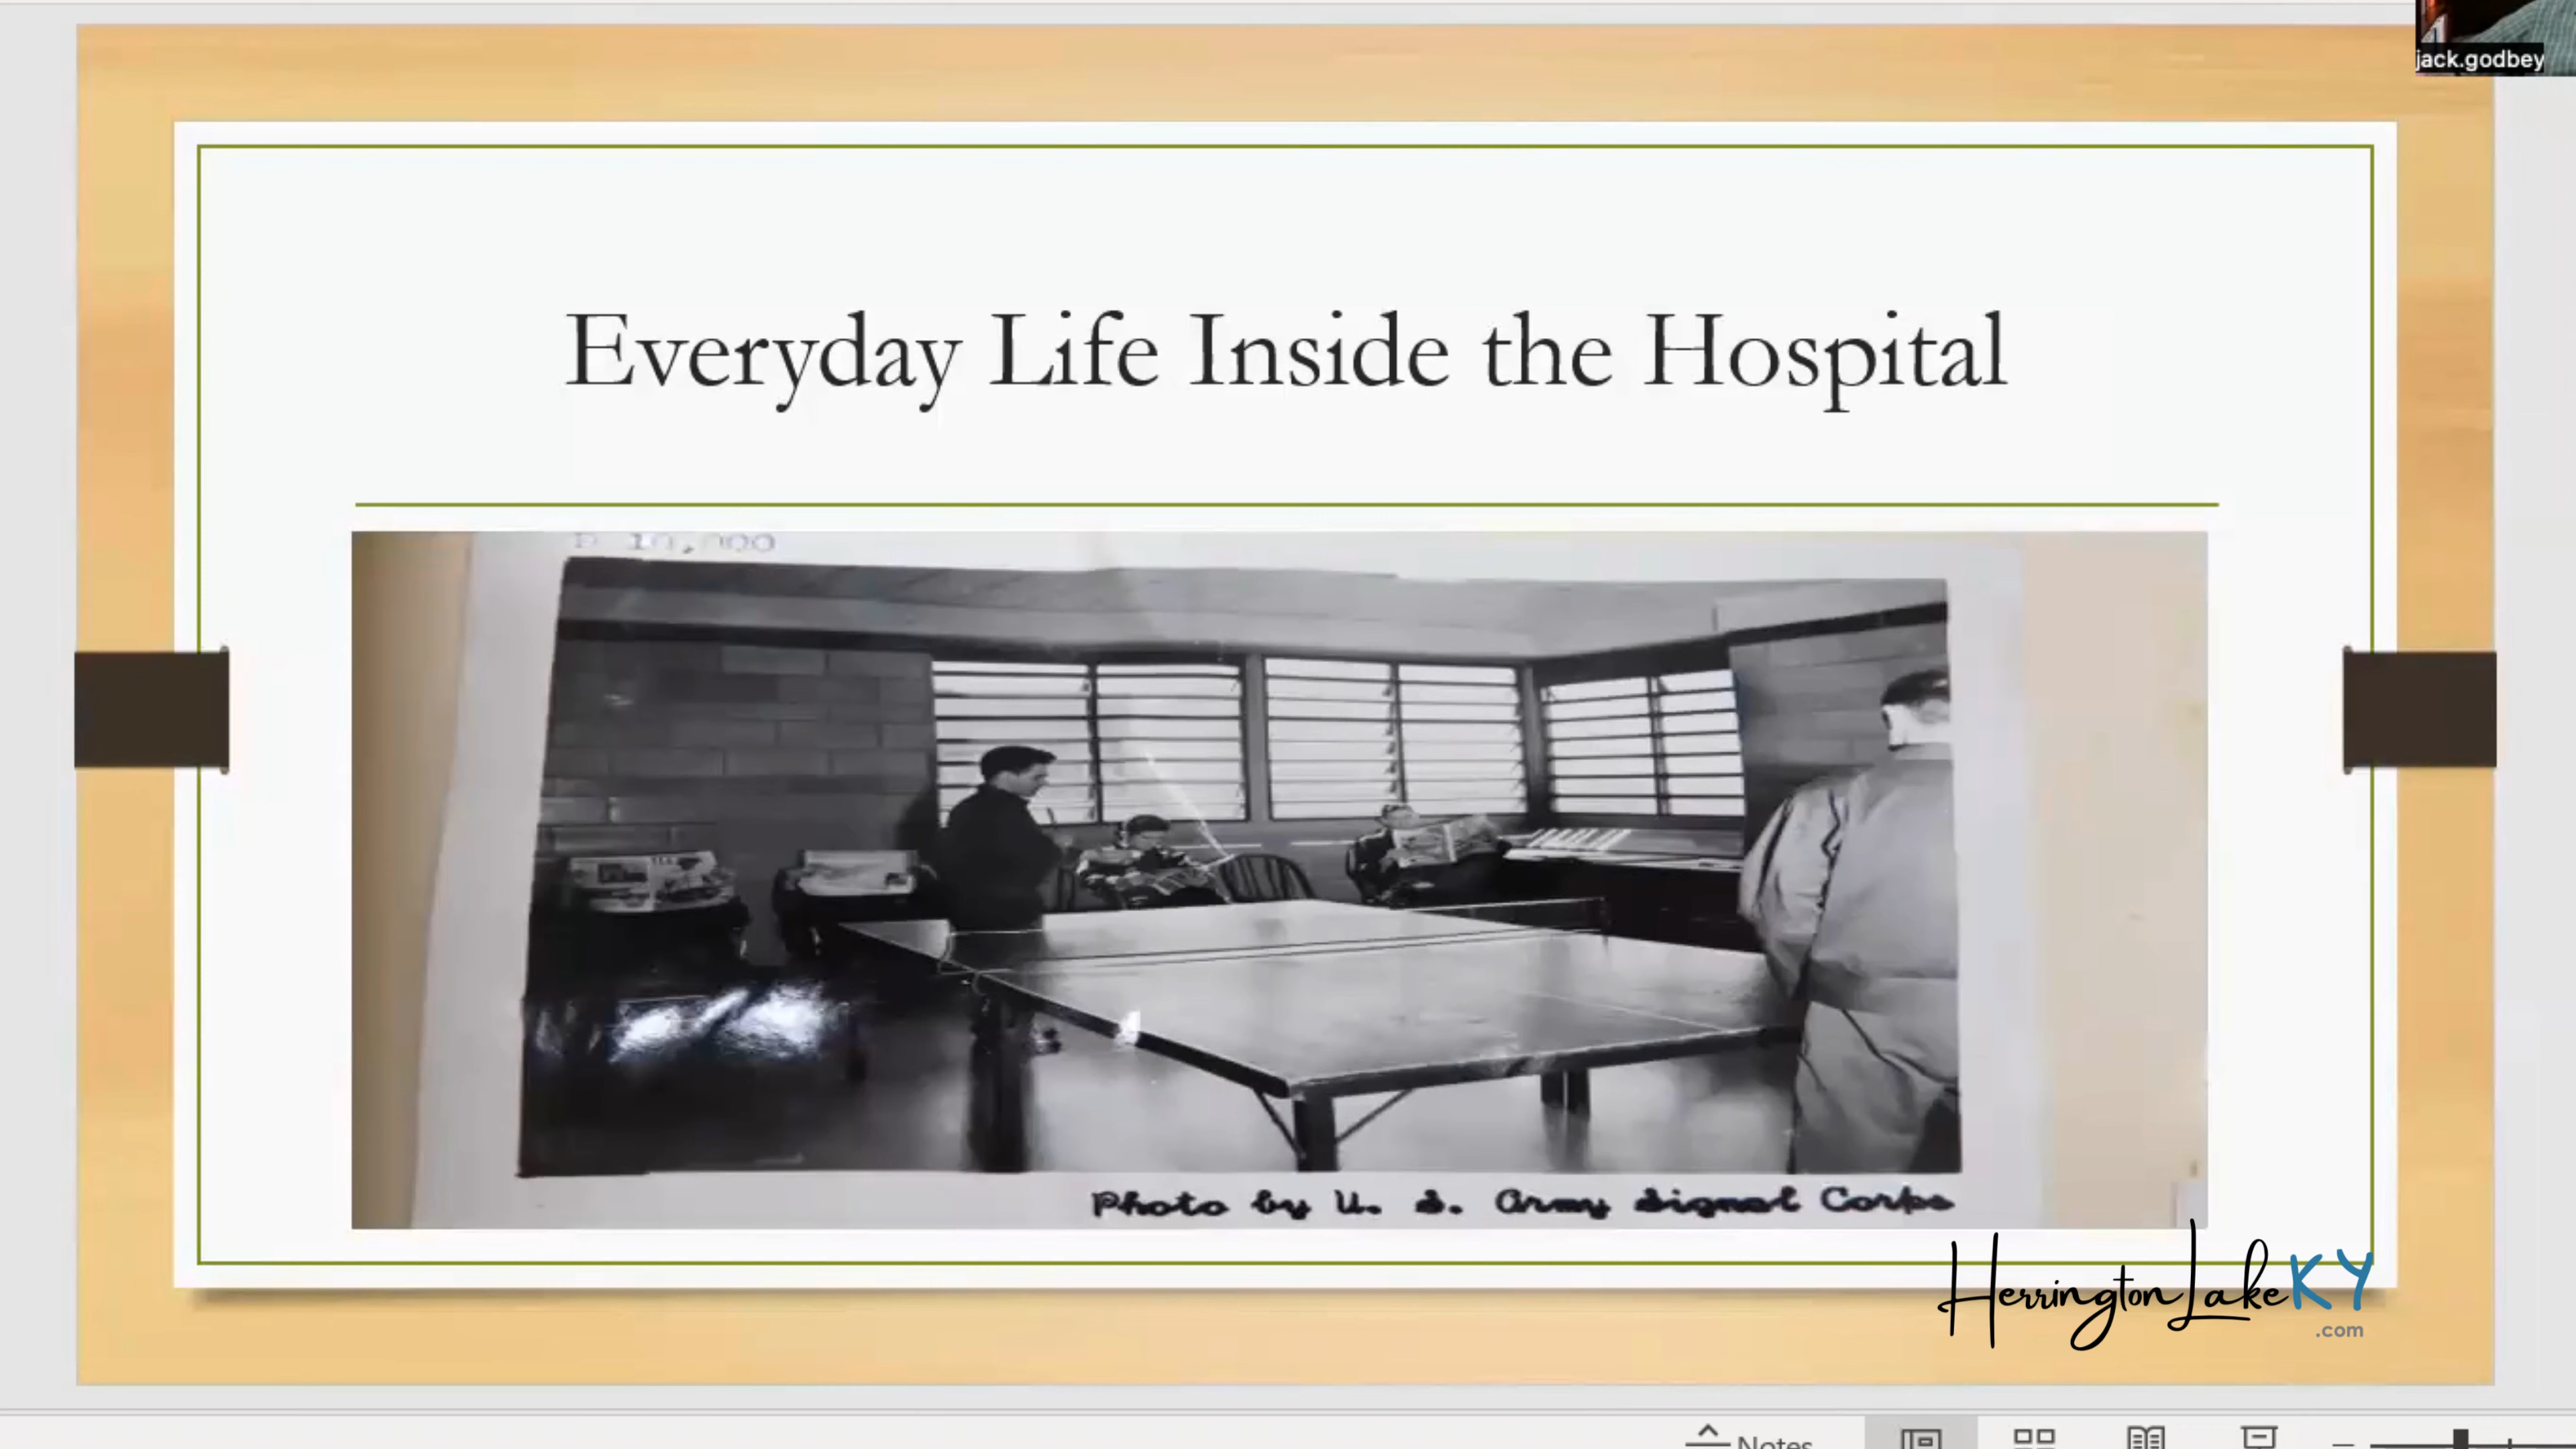 jack.godbey
Everyday Life Inside the Hospital
Photo by U. S. Army Signal Corps
HerringtonLakeKY
.com
Notes